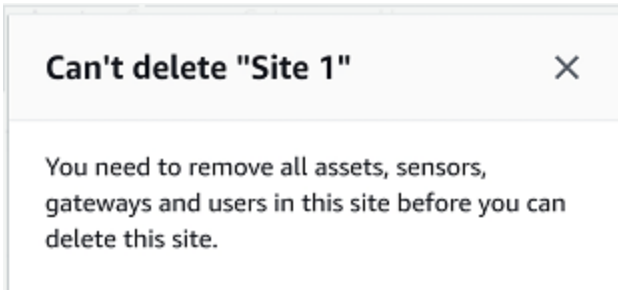 Can't delete "Site 1"
You need to remove all assets, sensors,
gateways and users in this site before you can
delete this site.